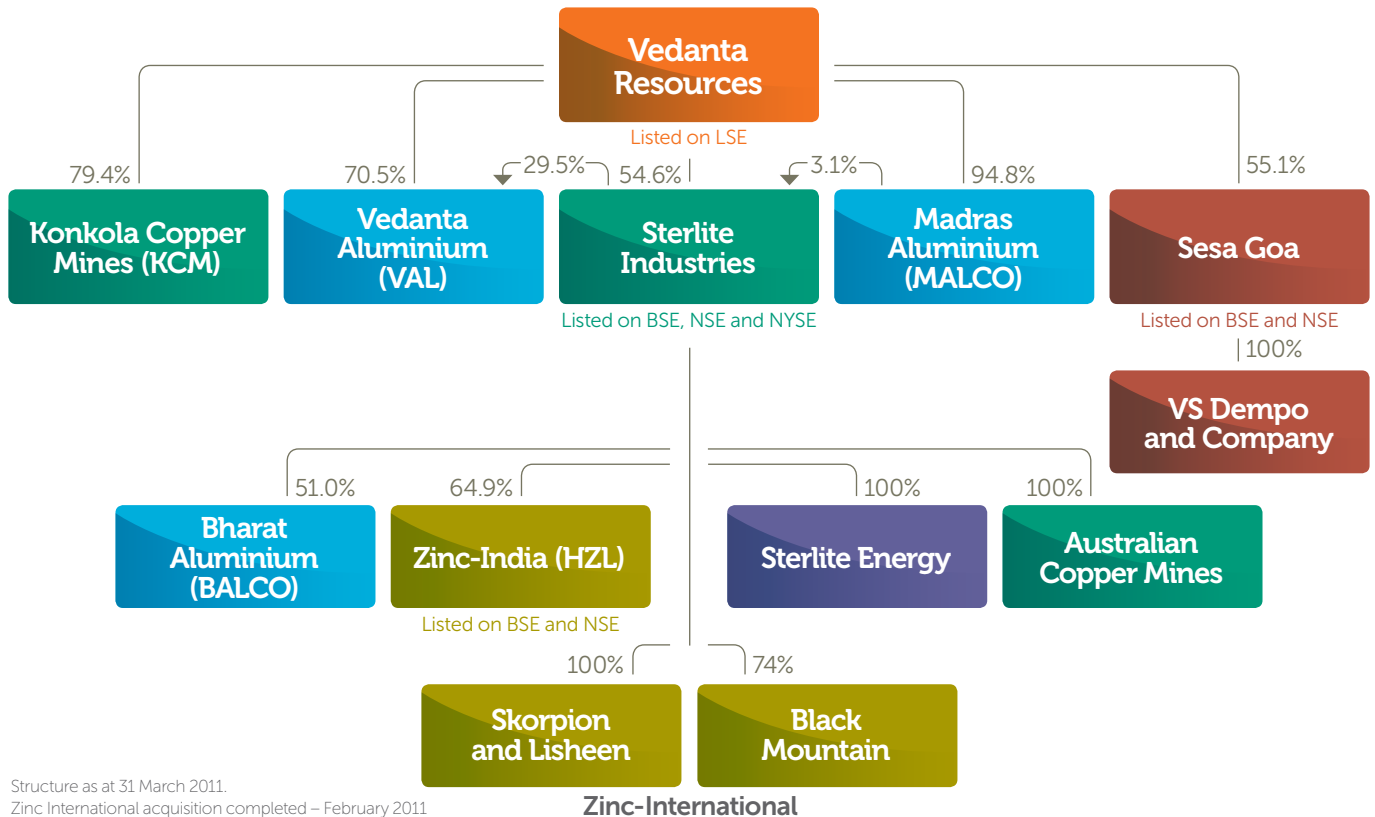 Vedanta
Resources
Listed on LSE
79.4%
70.5%
29.5%
54.6%
3.1%
94.8%
55.1%
Konkola Copper
Mines (KCM)
Vedanta
Aluminium
(VAL)
Sterlite
Industries
Madras
Aluminium
(MALCO)
Sesa Goa
Listed on BSE, NSE and NYSE
Listed on BSE and NSE
100%
VS Dempo
and Company
51.0%
64.9%
100%
100%
Bharat
Aluminium
(BALCO)
Zinc-India (HZL)
Sterlite Energy
Australian
Copper Mines
Listed on BSE and NSE
100%
74%
Skorpion
and Lisheen
Black
Mountain
Structure as at 31 March 2011.
Zinc International acquisition completed – February 2011
Zinc-International